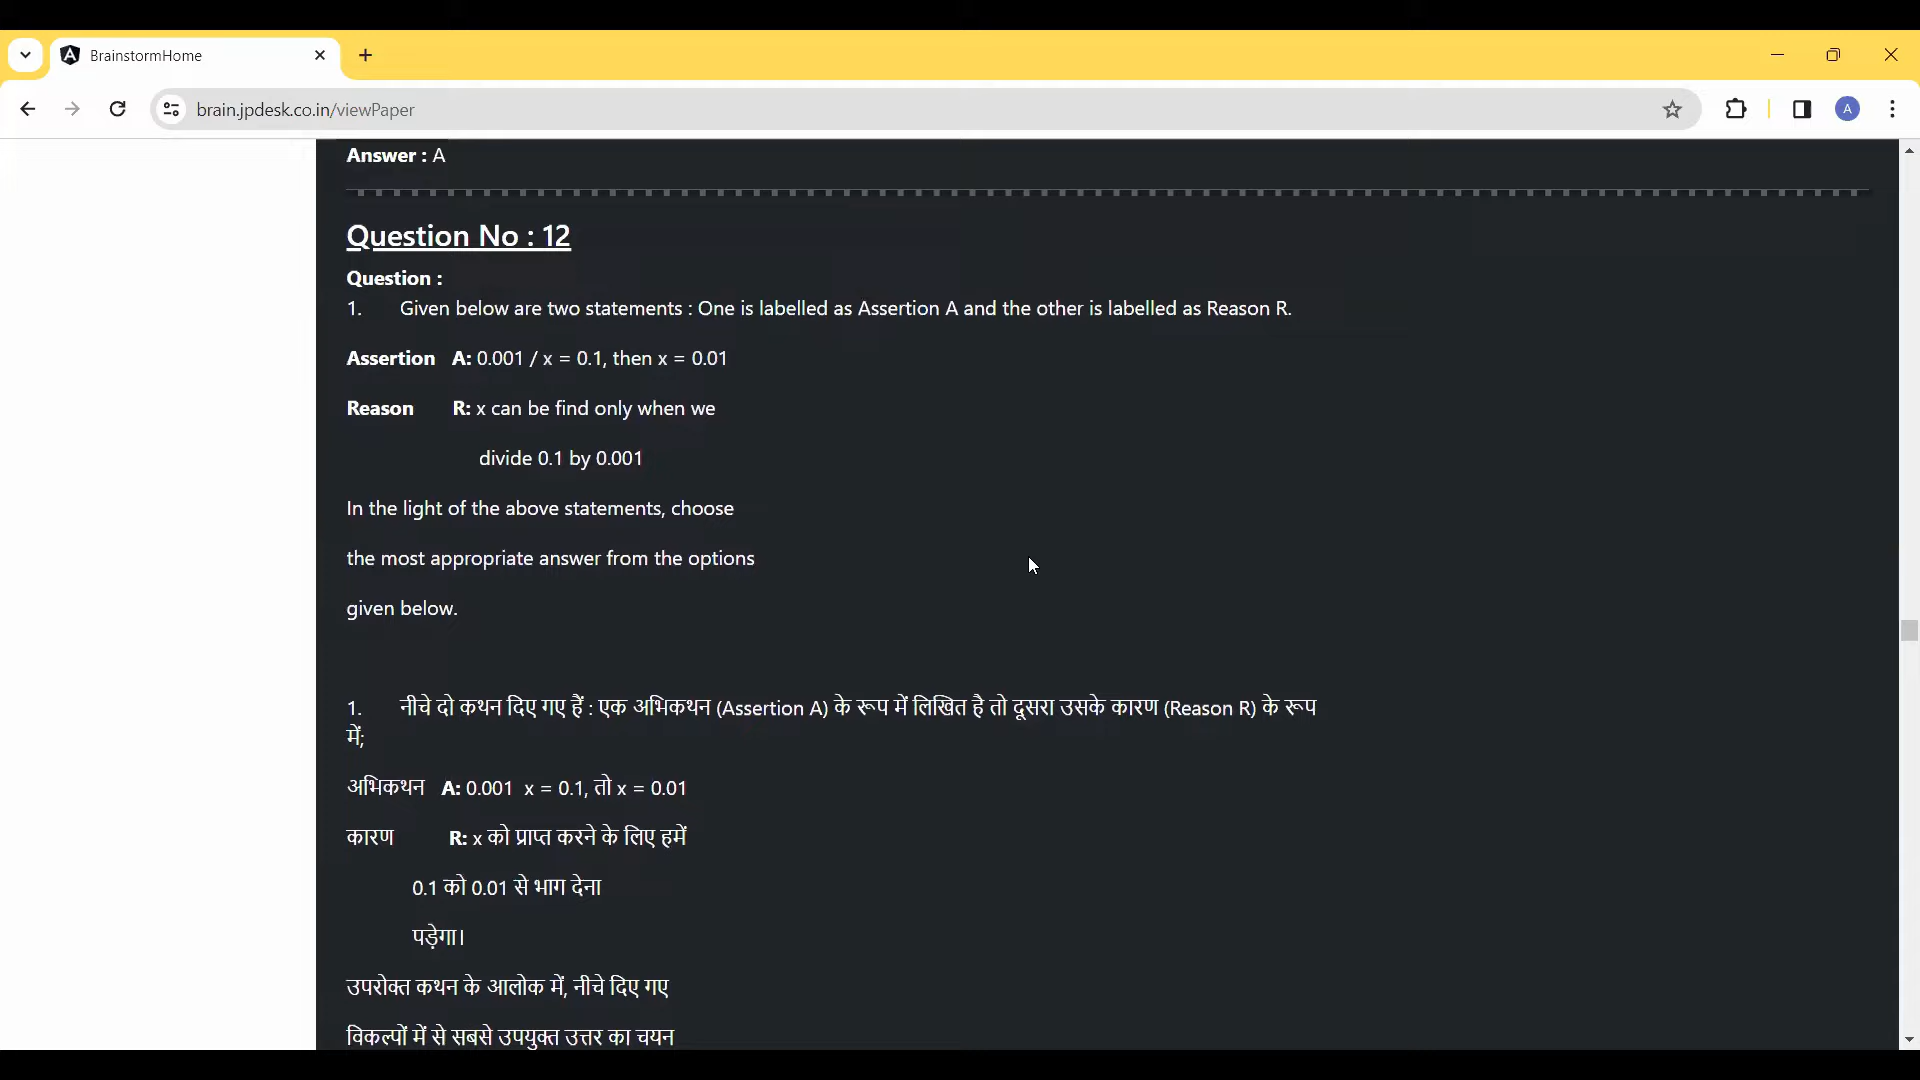 BrainstormHome
brain.jpdesk.co.in/viewPaper
A
Answer : A
Question No : 12
Question :
1. Given below are two statements : One is labelled as Assertion A and the other is labelled as Reason R.
Assertion A: 0.001 / x = 0.1, then x = 0.01
Reason R: x can be find only when we
divide 0.1 by 0.001
In the light of the above statements, choose
the most appropriate answer from the options
given below.
1. नीचे दो कथन दिए गए हैं : एक अभिकथन (Assertion A) के रूप में लिखित है तो दूसरा उसके कारण (Reason R) के रूप
में;
अभिकथन A: 0.001 x = 0.1, तो x = 0.01
कारण R: x को प्राप्त करने के लिए हमें
0.1 को 0.01 से भाग देना
पड़ेगा।
उपरोक्त कथन के आलोक में, नीचे दिए गए
विकल्पों में से सबसे उपयुक्त उत्तर का चयन